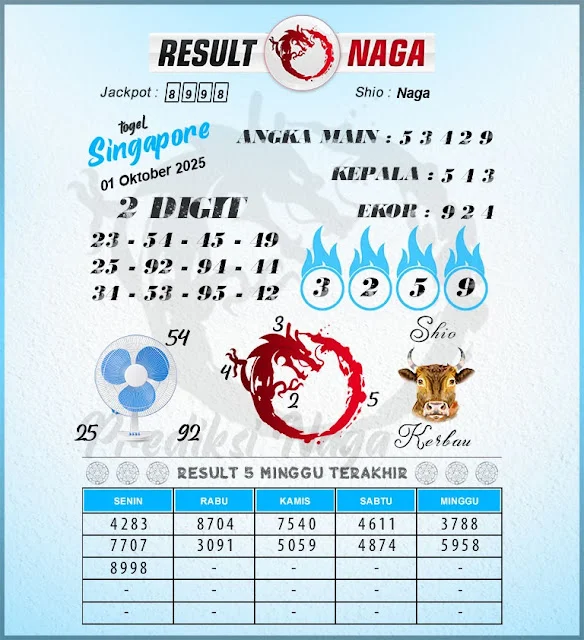 RESULT NAGA
Jackpot : 8998 Shio : Naga
togel
Singapore
01 Oktober 2025
ANGKA MAIN : 5 3 4 2 9
KEPALA : 5 4 3
EKOR : 9 2 4
2 DIGIT
23 - 54 - 45 - 49
25 - 92 - 94 - 44
34 - 53 - 95 - 42
3 2 5 9
54
25 92
3
4
2
5
Shio
Kerbau
Prediksi Naga
RESULT 5 MINGGU TERAKHIR
SENIN RABU KAMIS SABTU MINGGU
4283 8704 7540 4611 3788
7707 3091 5059 4874 5958
8998 - - - -
- - - - -
- - - - -